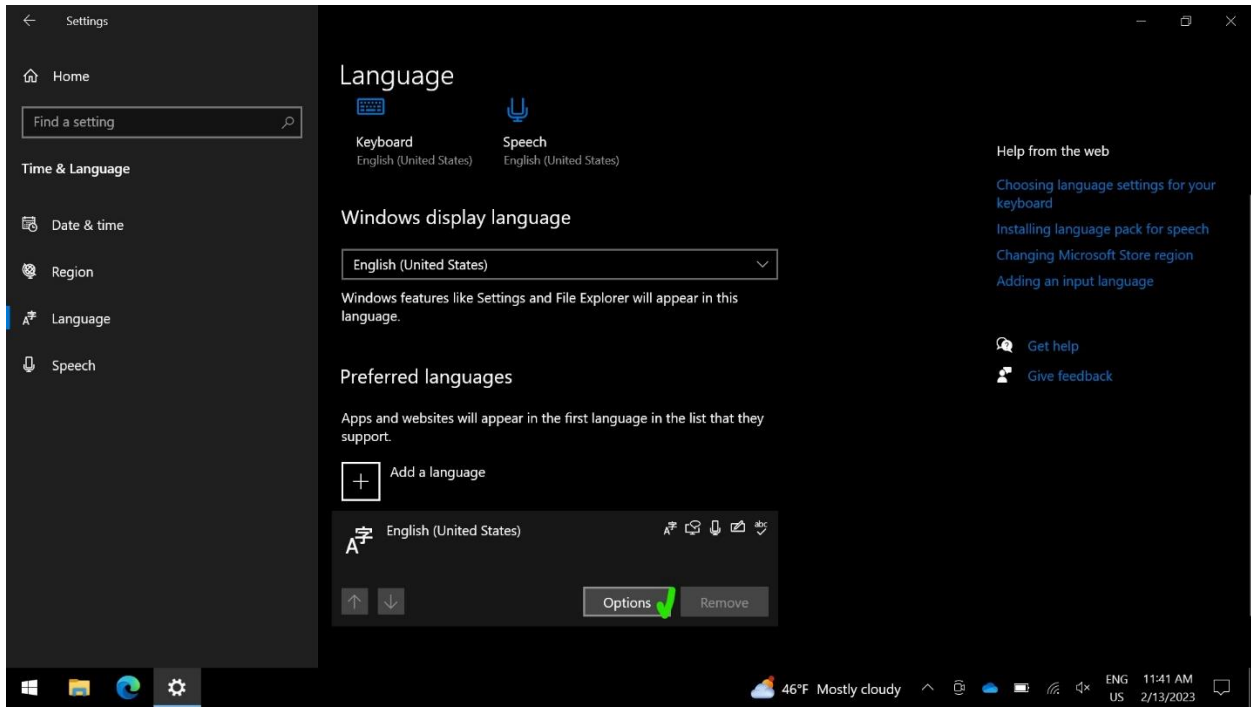 Settings
Home
Find a setting
Time & Language
Date & time
Region
Language
Speech
Language
Keyboard
English (United States)
Speech
English (United States)
Windows display language
English (United States)
Windows features like Settings and File Explorer will appear in this
language.
Preferred languages
Apps and websites will appear in the first language in the list that they
support.
Add a language
A字 English (United States) A字 abc
Options Remove
Help from the web
Choosing language settings for your
keyboard
Installing language pack for speech
Changing Microsoft Store region
Adding an input language
Get help
Give feedback
46°F Mostly cloudy
ENG
US
11:41 AM
2/13/2023